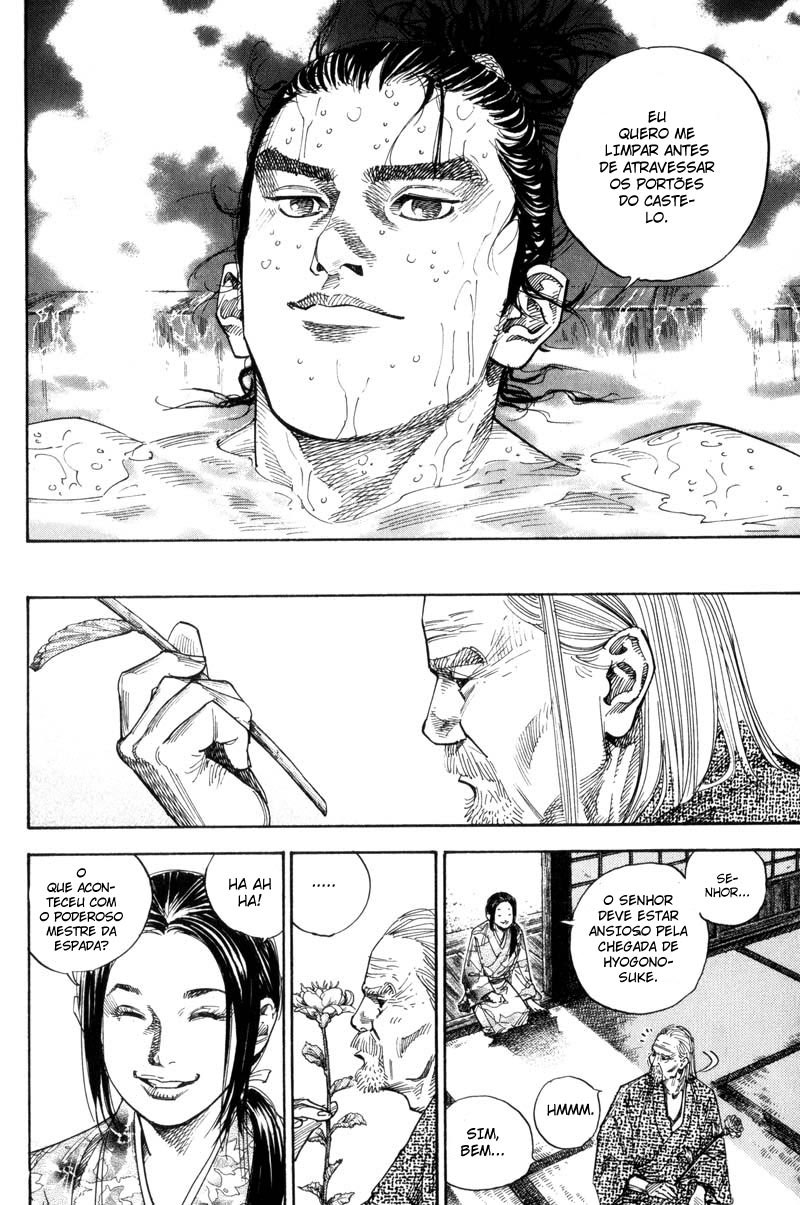 EU
QUERO ME
LIMPAR ANTES
DE ATRAVESSAR
OS PORTÕES
DO CASTE-
LO.
SE-
NHOR...
O SENHOR
DEVE ESTAR
ANSIOSO PELA
CHEGADA DE
HYOGONO-
SUKE.
HMMM.
SIM,
BEM...
.....
HA AH
HA!
O
QUE ACON-
TECEU COM
O PODEROSO
MESTRE DA
ESPADA?